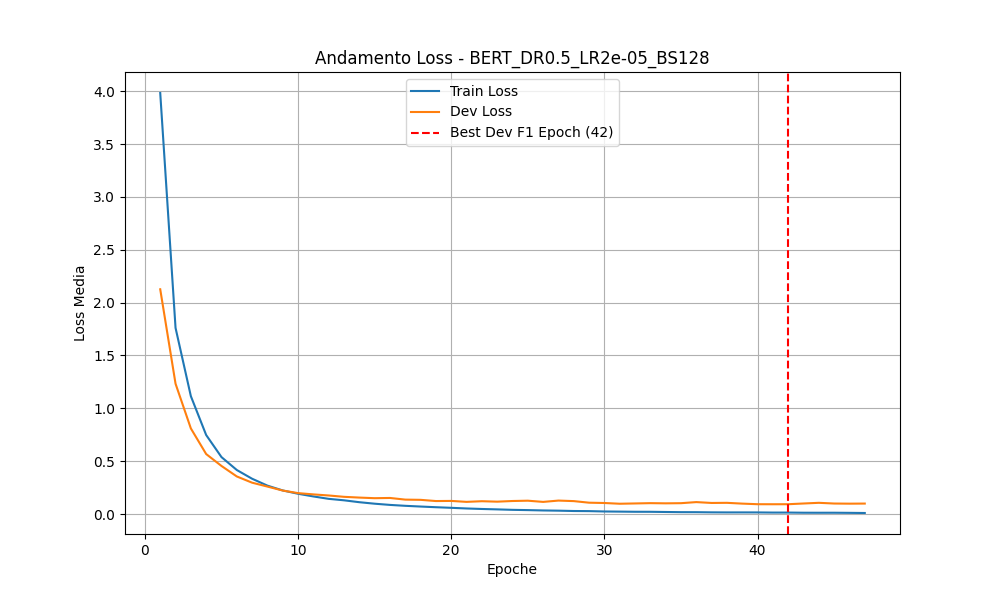 Andamento Loss - BERT_DR0.5_LR2e-05_BS128
Train Loss
Dev Loss
Best Dev F1 Epoch (42)
Loss Media
4.0
3.5
3.0
2.5
2.0
1.5
1.0
0.5
0.0
0 10 20 30 40
Epoche